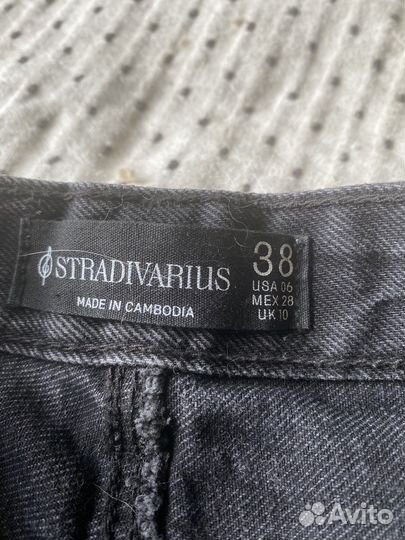 STRADIVARIUS
MADE IN CAMBODIA
38
USA 06
MEX 28
UK 10
Avito